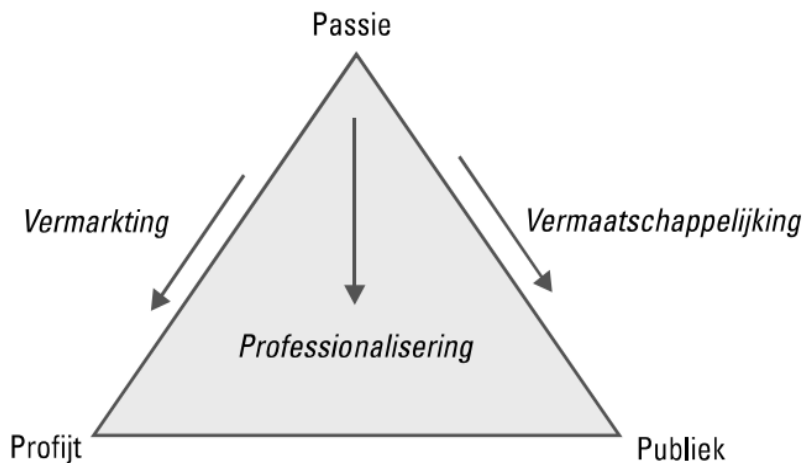 Passie
Vermarkting
Vermaatschappelijking
Professionalisering
Profijt
Publiek